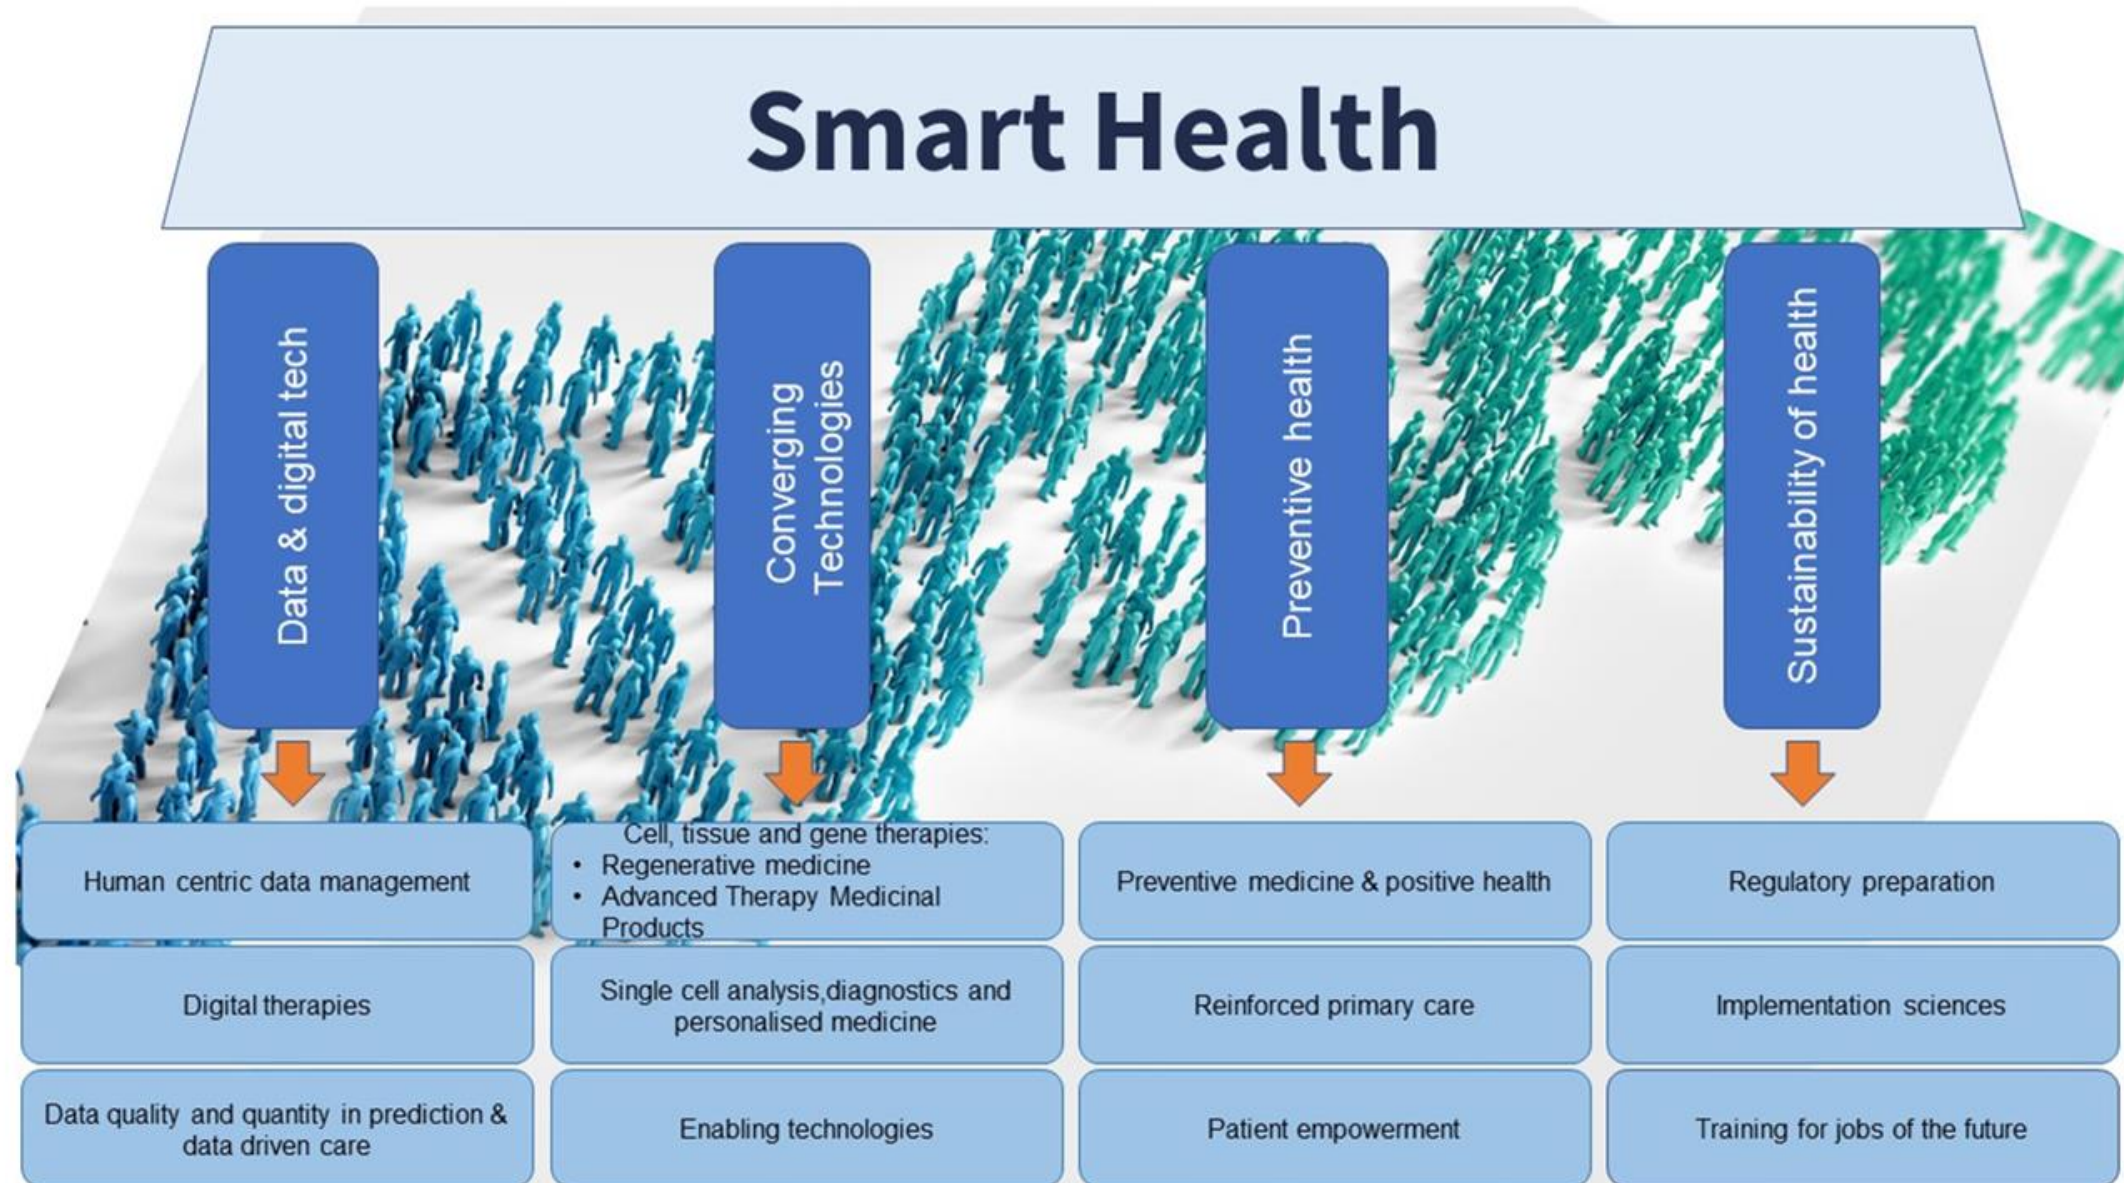 Smart Health
Data & digital tech
Converging
Technologies
Preventive health
Sustainability of health
Human centric data management
Digital therapies
Data quality and quantity in prediction &
data driven care
Cell, tissue and gene therapies:
• Regenerative medicine
• Advanced Therapy Medicinal
Products
Single cell analysis,diagnostics and
personalised medicine
Enabling technologies
Preventive medicine & positive health
Reinforced primary care
Patient empowerment
Regulatory preparation
Implementation sciences
Training for jobs of the future